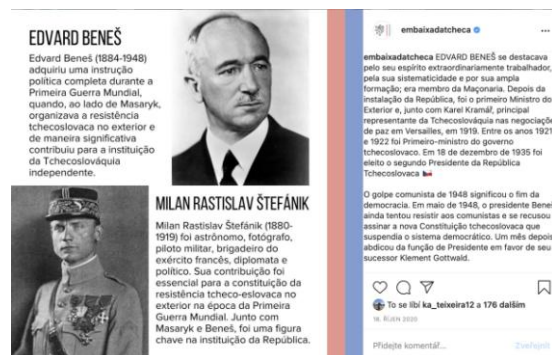 EDVARD BENEŠ
Edvard Beneš (1884-1948)
adquiriu uma instrução
política completa durante a
Primeira Guerra Mundial,
quando, ao lado de Masaryk,
organizava a resistência
tchecoslovaca no exterior e
de maneira significativa
contribuiu para a instituição
da Tchecoslováquia
independente.
MILAN RASTISLAV ŠTEFÁNIK
Milan Rastislav Štefánik (1880-
1919) foi astrônomo, fotógrafo,
piloto militar, brigadeiro do
exército francês, diplomata e
político. Sua contribuição foi
essencial para a constituição da
resistência tcheco-eslovaca no
exterior na época da Primeira
Guerra Mundial. Junto com
Masaryk e Beneš, foi uma figura
chave na instituição da República.
embaixadatcheca
embaixadatcheca EDVARD BENEŠ se destacava
pelo seu espírito extraordinariamente trabalhador,
pela sua sistematicidade e por sua ampla
formação; era membro da Maçonaria. Depois da
instalação da República, foi o primeiro Ministro do
Exterior e, junto com Karel Kramář, principal
representante da Tchecoslováquia nas negociaçõe
de paz em Versailles, em 1919. Entre os anos 1921
e 1922 foi Primeiro-ministro do governo
tchecoslovaco. Em 18 de dezembro de 1935 foi
eleito o segundo Presidente da República
Tchecoslovaca
O golpe comunista de 1948 significou o fim da
democracia. Em maio de 1948, o presidente Beneš
ainda tentou resistir aos comunistas e se recusou
assinar a nova Constituição tchecoslovaca que
suspendia o sistema democrático. Um mês depois
abdicou da função de Presidente em favor de seu
sucessor Klement Gottwald.
To se líbí ka_teixeira12 a 176 dalším
18. ŘÍJEN 2020
Přidejte komentář...
Zveřejnit